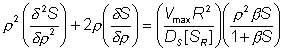 ρ²(δ²S/δρ²) + 2ρ(δS/δρ) = (V_max R²/D_S[S_R])(ρ²βS/1+βS)